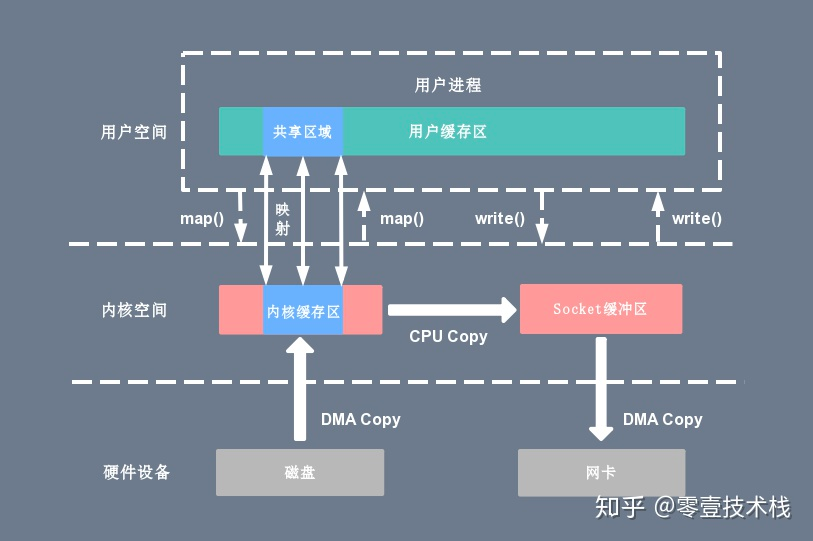 用户进程
用户空间
共享区域
用户缓存区
map()
映
射
map()
write()
write()
内核空间
内核缓存区
Socket缓冲区
CPU Copy
DMA Copy
DMA Copy
硬件设备
磁盘
网卡
知乎 @零壹技术栈